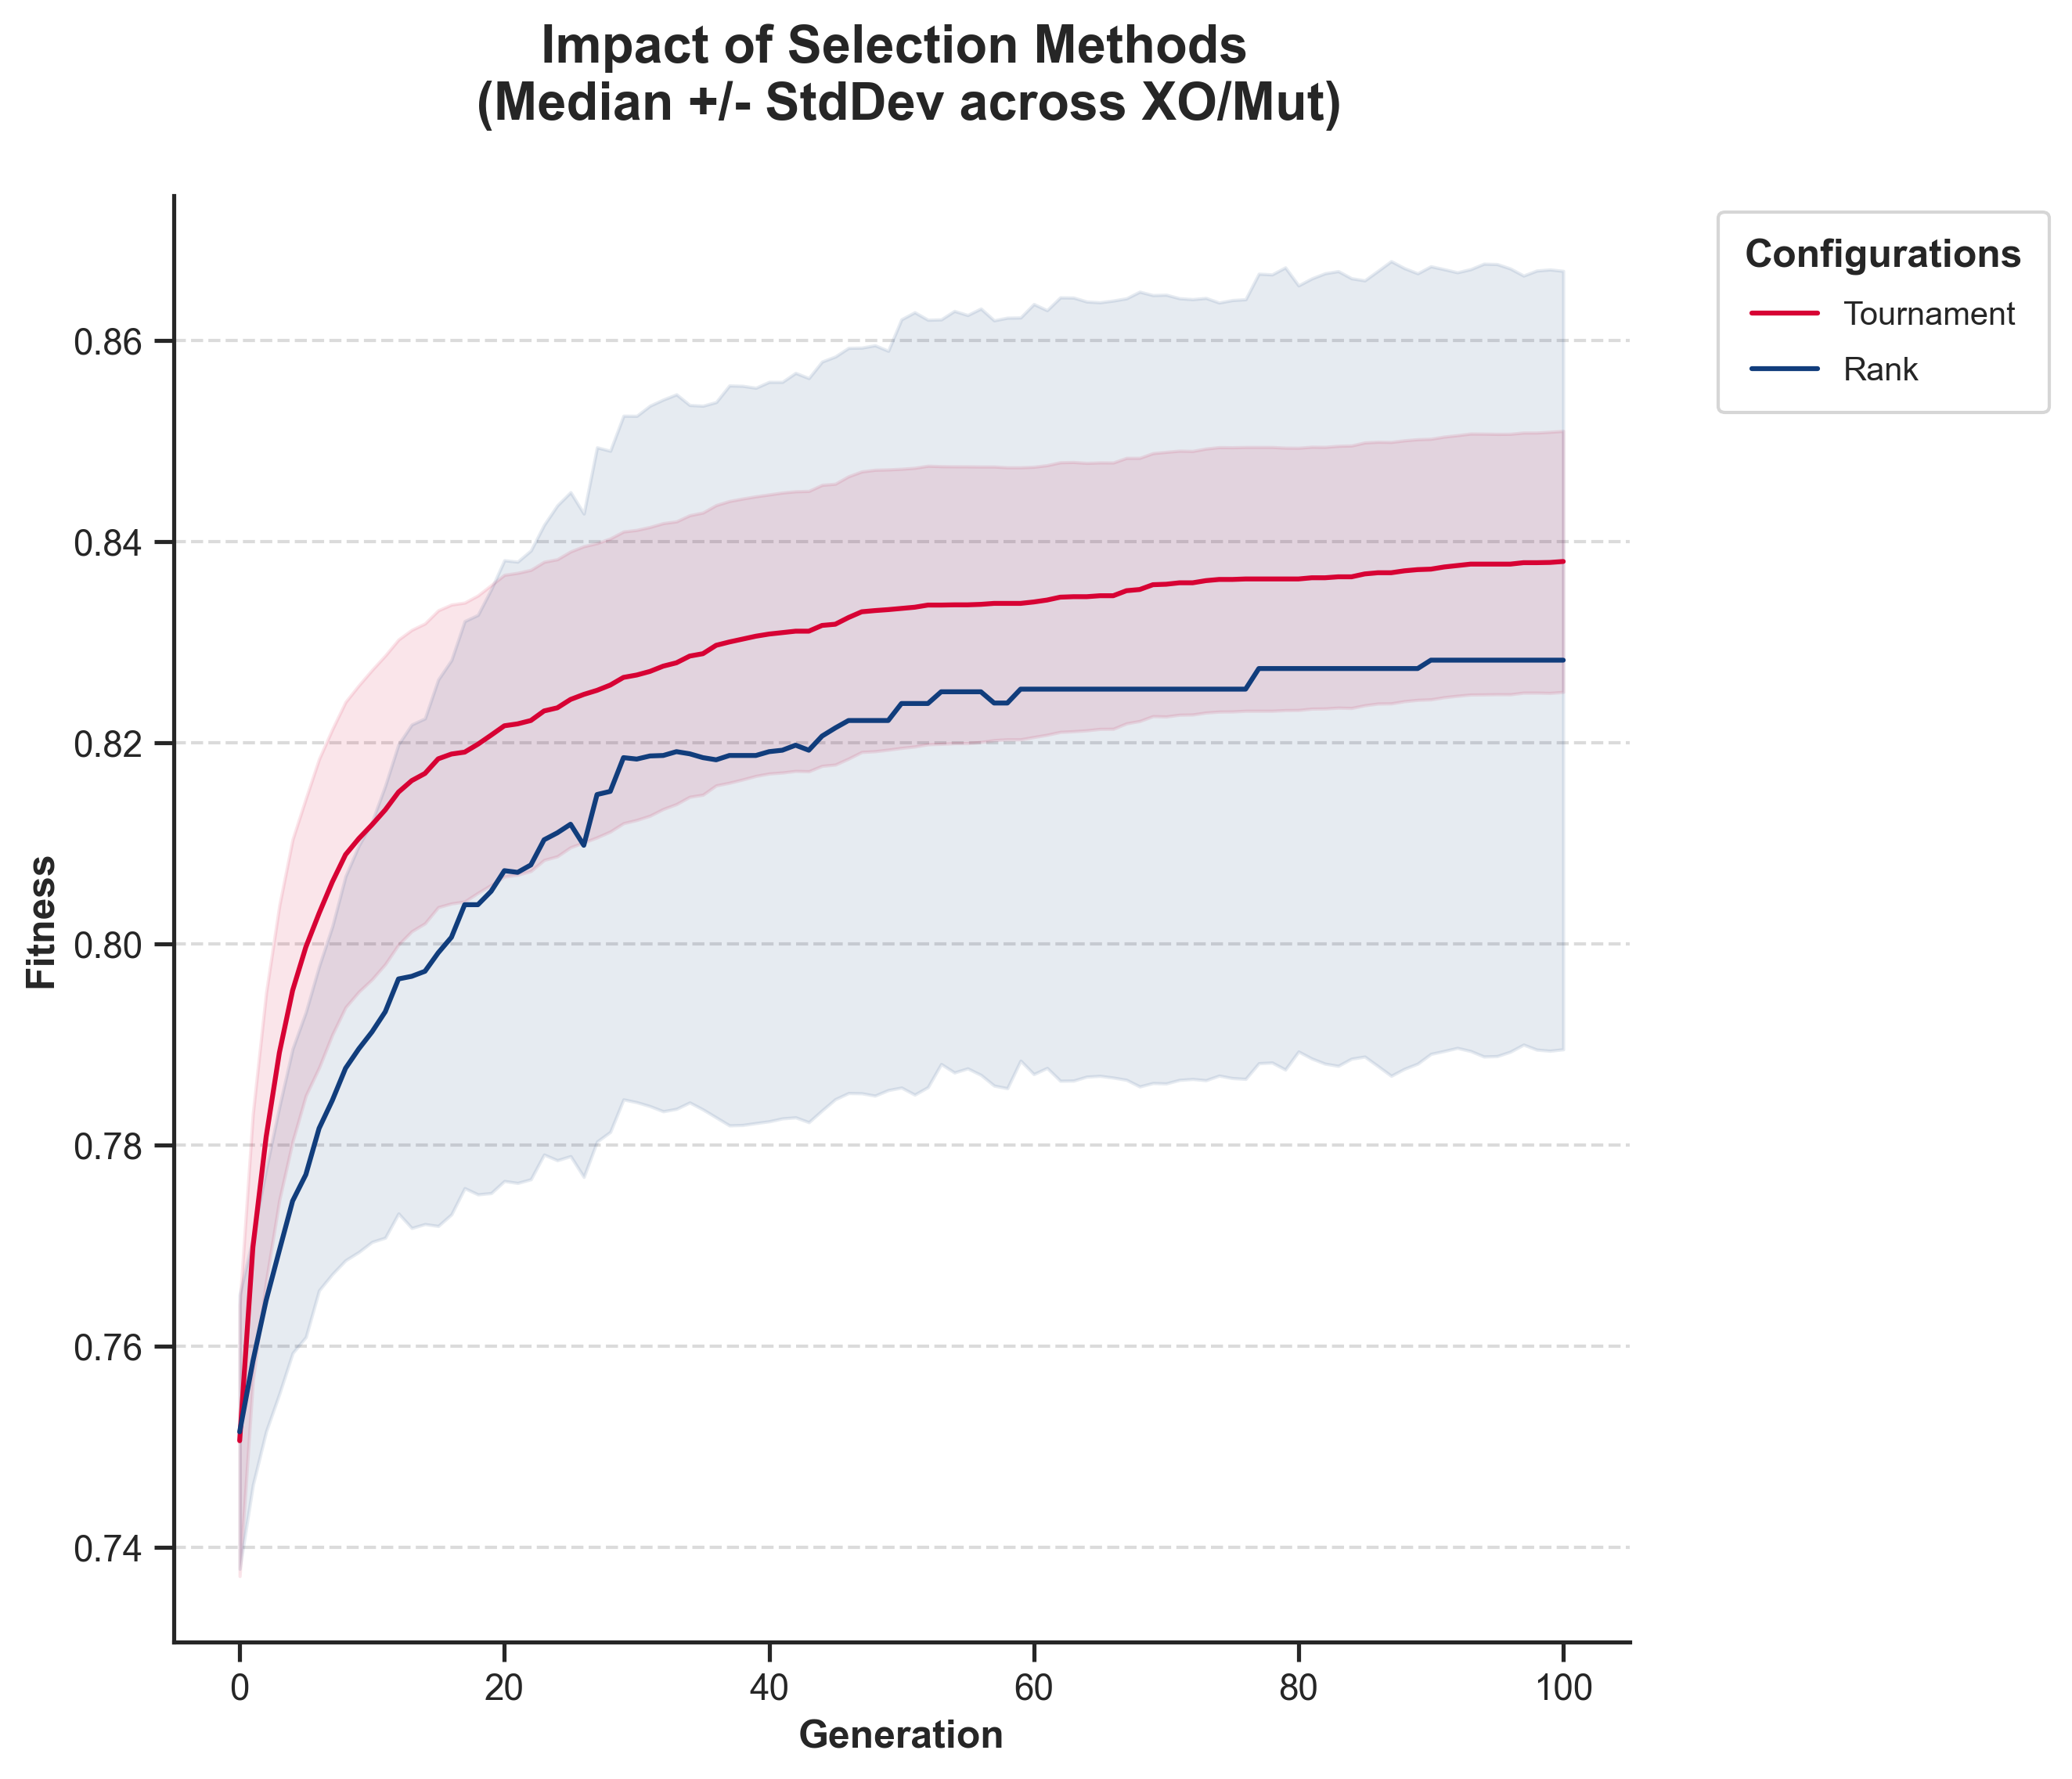 Impact of Selection Methods
(Median +/- StdDev across XO/Mut)
Configurations
Tournament
Rank
Fitness
0.86
0.84
0.82
0.80
0.78
0.76
0.74
0 20 40 60 80 100
Generation